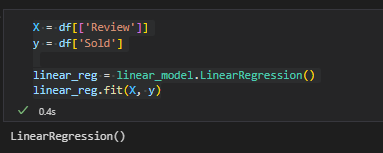 X = df[['Review']]
y = df['Sold']
linear_reg = linear_model.LinearRegression()
linear_reg.fit(X, y)
0.4s
LinearRegression()